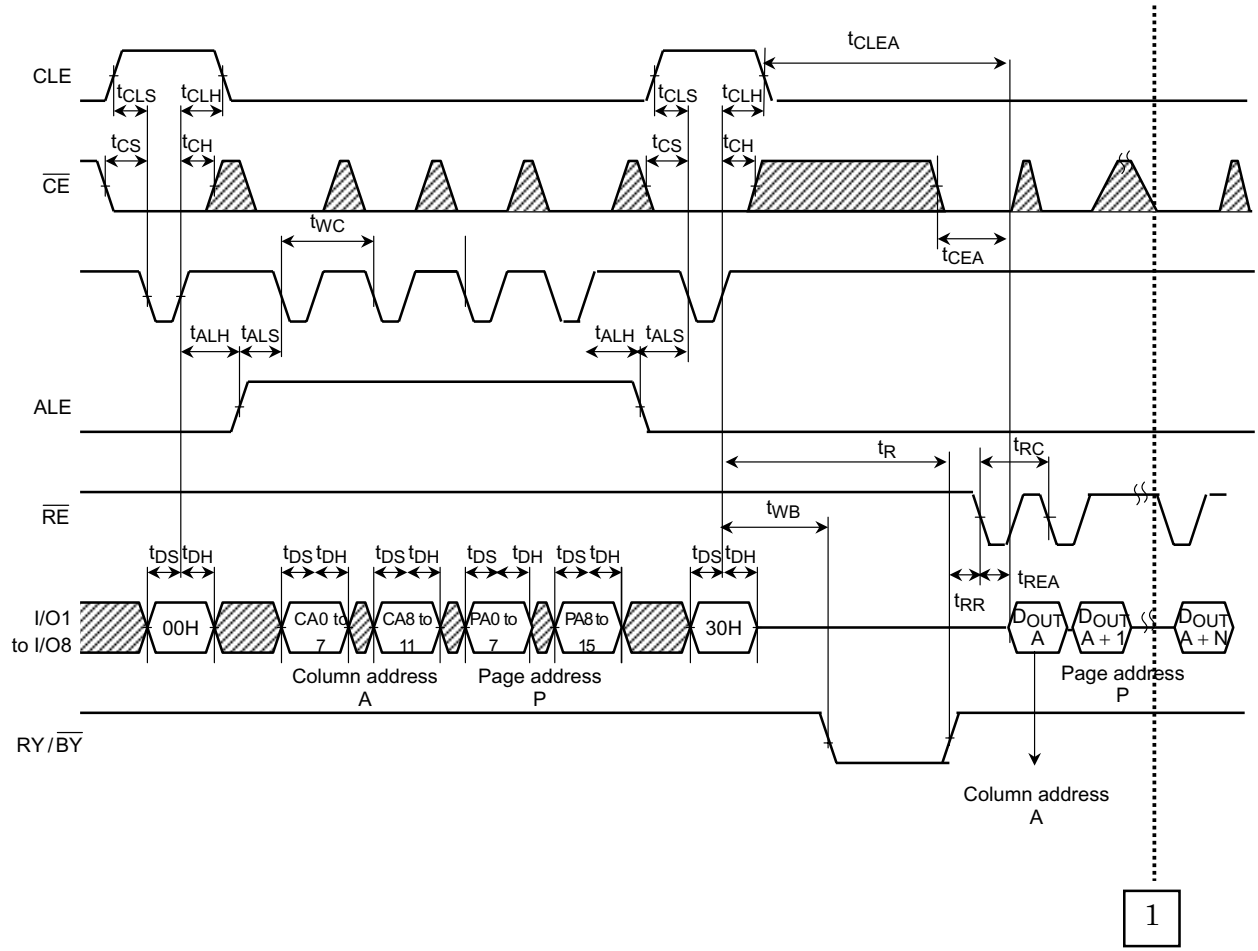 tCLEA
CLE
tCLS
tCLH
tCLS
tCLH
tCS
tCH
tCS
tCH
CE
tWC
tCEA
tALH
tALS
tALH
tALS
ALE
tR
tRC
RE
tWB
tDS
tDH
tDS
tDH
tDS
tDH
tDS
tDH
tDS
tDH
tDS
tDH
tRR
tREA
I/O1
to I/O8
00H
CA0 to
7
CA8 to
11
PA0 to
7
PA8 to
15
30H
DOUT
A
DOUT
A + 1
DOUT
A + N
Column address
A
Page address
P
Page address
P
RY / BY
Column address
A
1